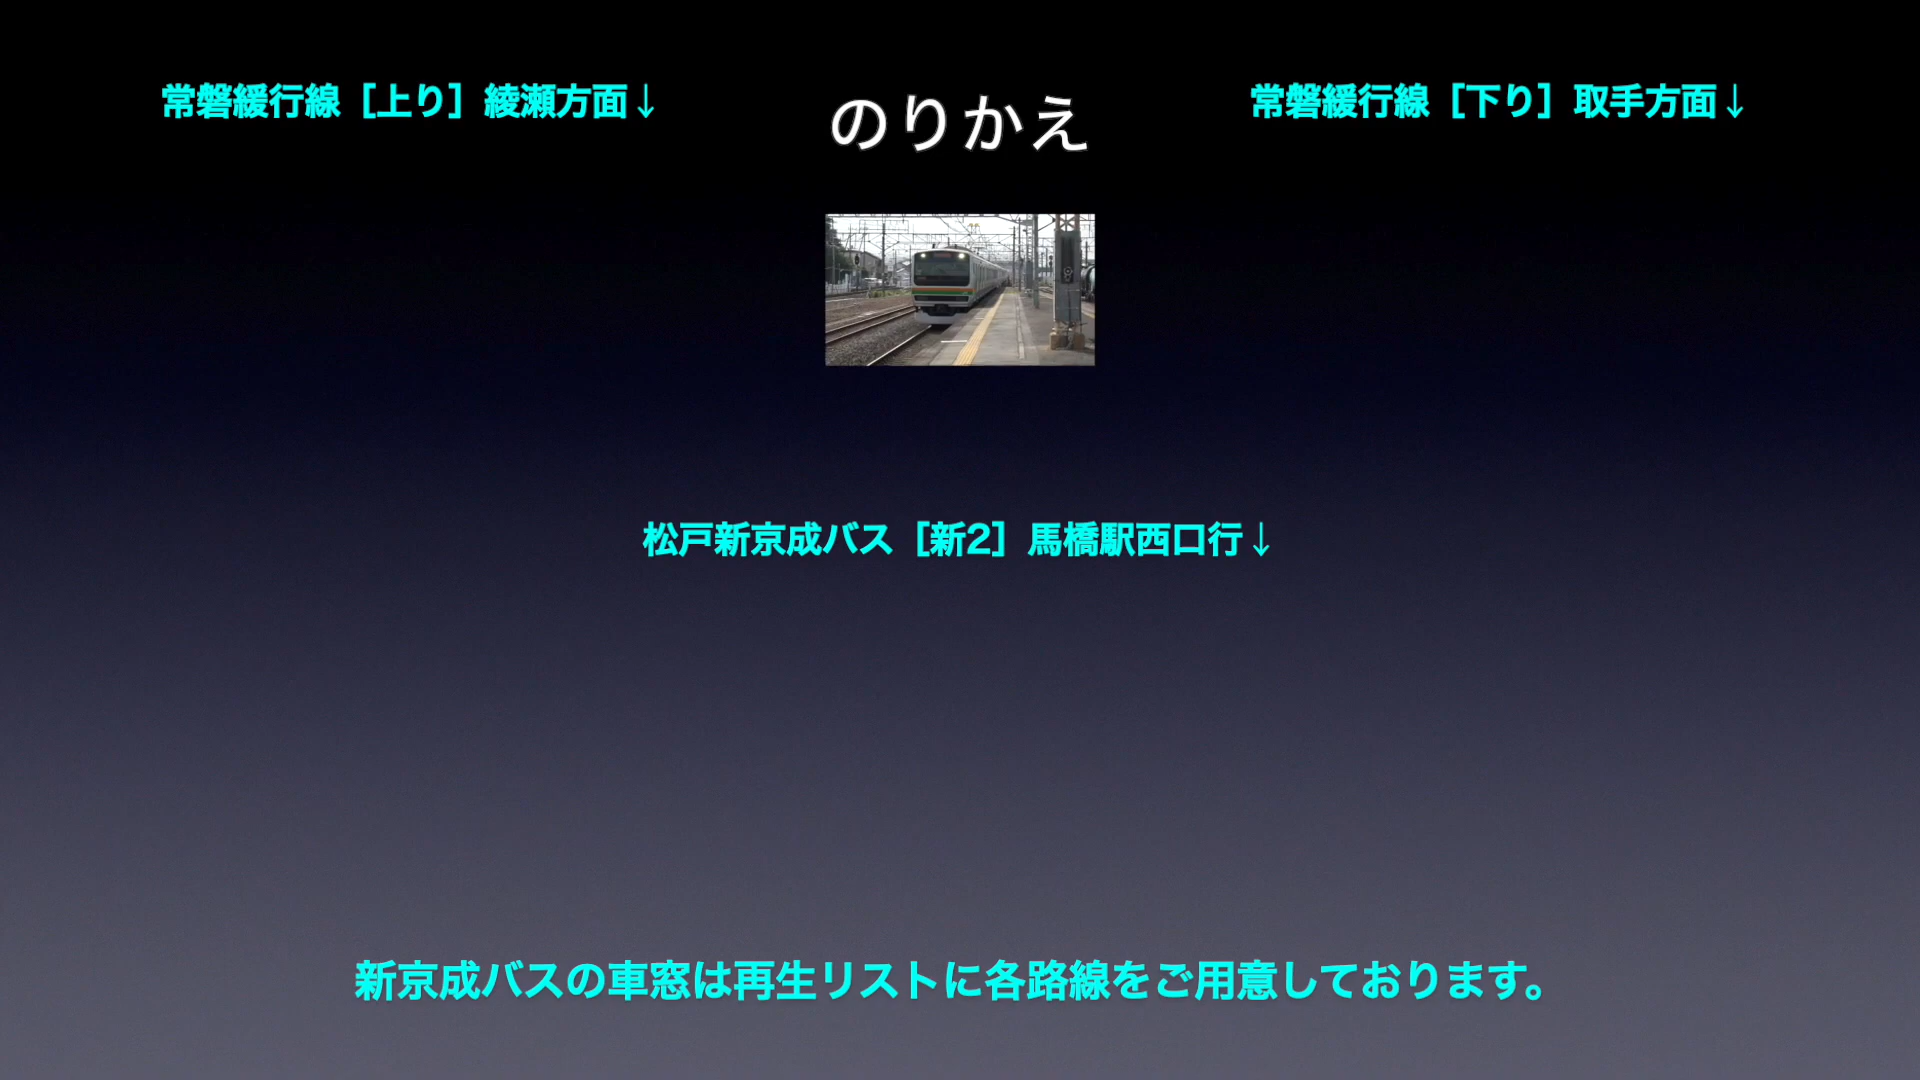 常磐緩行線［上り］綾瀬方面↓
のりかえ
常磐緩行線［下り］取手方面↓
松戸新京成バス［新2］馬橋駅西口行↓
新京成バスの車窓は再生リストに各路線をご用意しております。